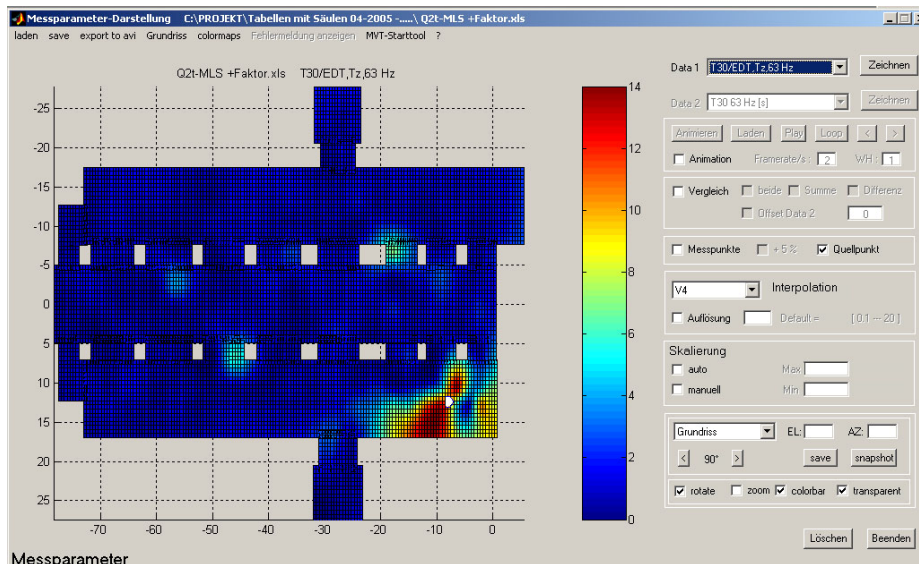 Messparameter-Darstellung C:\PROJEKT\Tabellen mit Säulen 04-2005 -.....\ Q2t-MLS +Faktor.xls
laden save export to avi Grundriss colormaps Fehlermeldung anzeigen MVT-Starttool ?
Q2t-MLS +Faktor.xls T30/EDT,Tz,63 Hz
-25
-20
-15
-10
-5
0
5
10
15
20
25
-70 -60 -50 -40 -30 -20 -10 0
14
12
10
8
6
4
2
0
Data 1 T30/EDT,Tz,63 Hz Zeichnen
Data 2 T30 63 Hz [s] Zeichnen
Animieren Laden Play Loop < >
Animation Framerate/s : 2 WH : 1
Vergleich beide Summe Differenz
Offset Data 2 0
Messpunkte + 5 % Quellpunkt
V4 Interpolation
Auflösung Default = [ 0.1 --- 20 ]
Skalierung
auto Max
manuell Min
Grundriss EL: AZ:
< 90° > save snapshot
rotate zoom colorbar transparent
Löschen Beenden
Messparameter